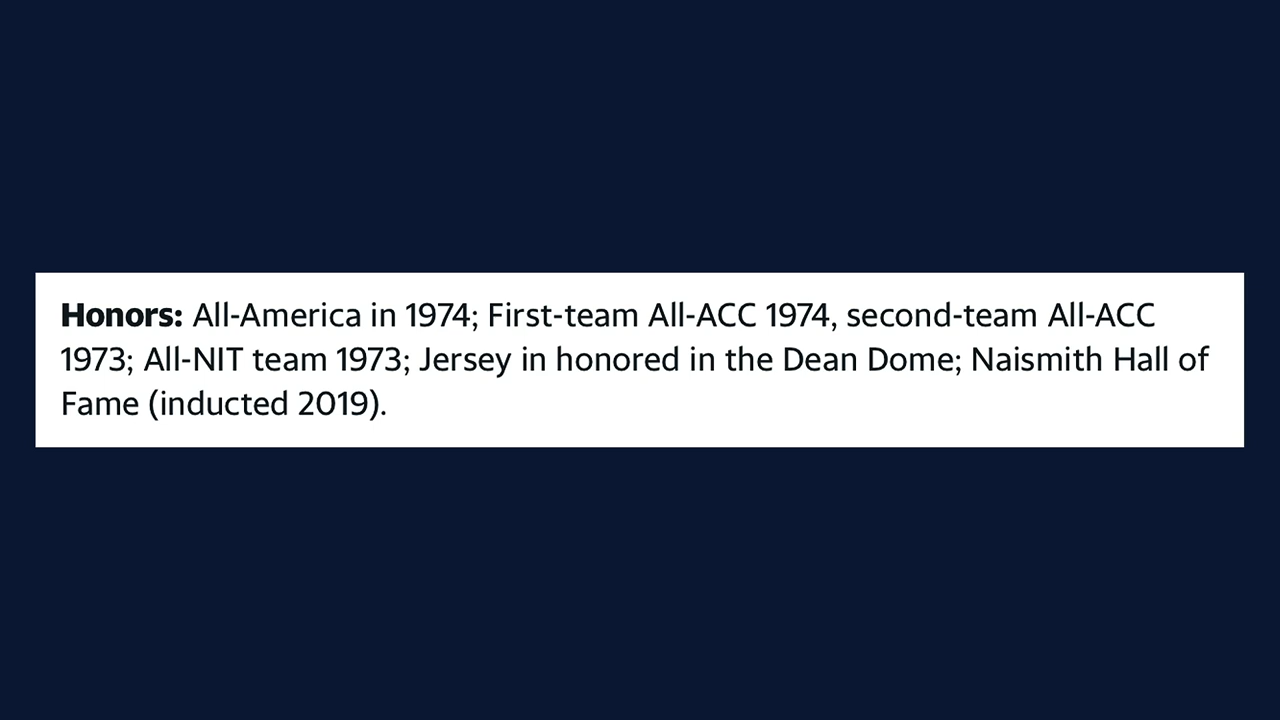 Honors: All-America in 1974; First-team All-ACC 1974, second-team All-ACC
1973; All-NIT team 1973; Jersey in honored in the Dean Dome; Naismith Hall of
Fame (inducted 2019).